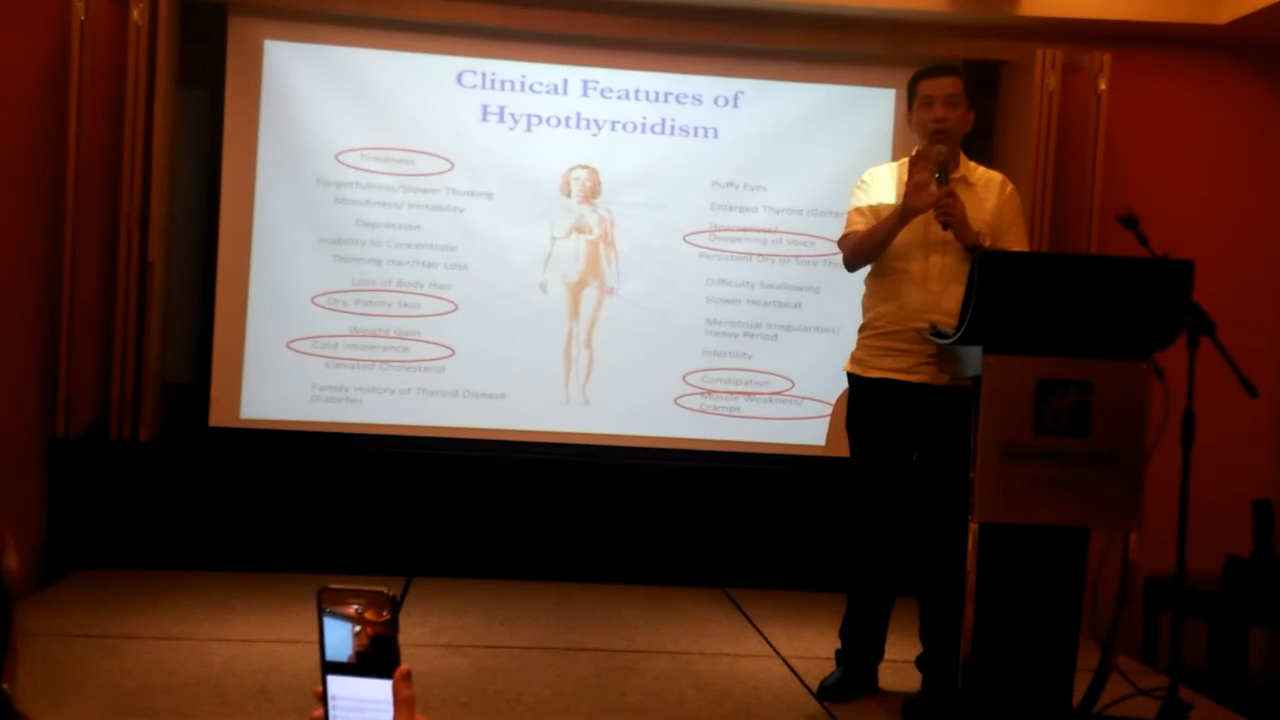 Clinical Features of
Hypothyroidism
Tiredness
Forgetfulness/Slower Thinking
Moodiness/ Irritability
Depression
Inability to Concentrate
Thinning Hair/Hair Loss
Loss of Body Hair
Dry, Patchy Skin
Weight Gain
Cold Intolerance
Elevated Cholesterol
Family History of Thyroid Disease
Diabetes
Puffy Eyes
Enlarged Thyroid (Goiter
Hoarseness/
Deepening of Voice
Persistent Dry or Sore
Difficulty Swallowing
Slower Heartbeat
Menstrual Irregularities/
Heavy Period
Infertility
Constipation
Muscle Weakness/
Cramps